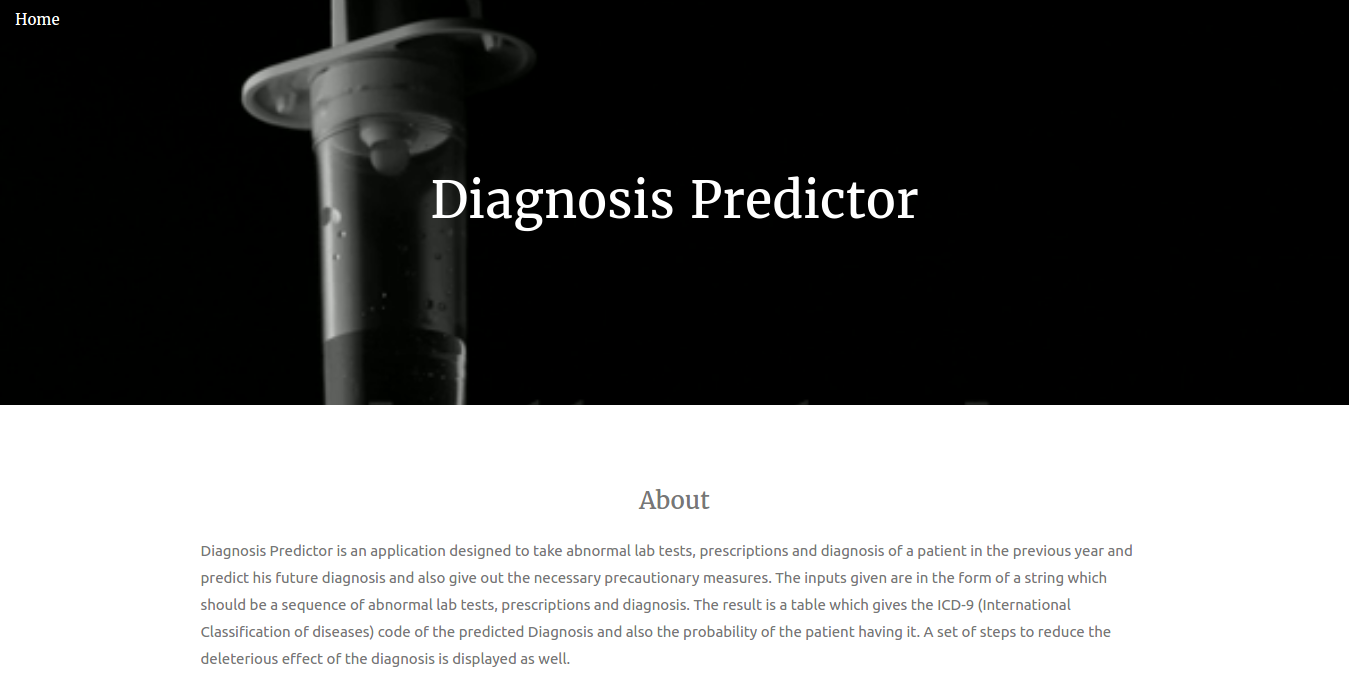 Home
Diagnosis Predictor
About
Diagnosis Predictor is an application designed to take abnormal lab tests, prescriptions and diagnosis of a patient in the previous year and
predict his future diagnosis and also give out the necessary precautionary measures. The inputs given are in the form of a string which
should be a sequence of abnormal lab tests, prescriptions and diagnosis. The result is a table which gives the ICD-9 (International
Classification of diseases) code of the predicted Diagnosis and also the probability of the patient having it. A set of steps to reduce the
deleterious effect of the diagnosis is displayed as well.